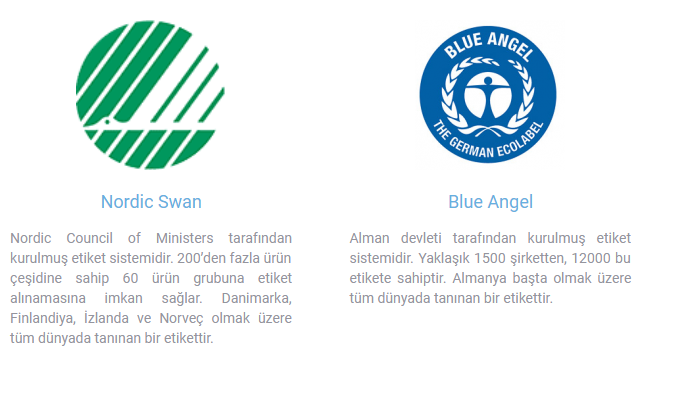 BLUE ANGEL
THE GERMAN ECOLABEL
Nordic Swan
Nordic Council of Ministers tarafından
kurulmuş etiket sistemidir. 200’den fazla ürün
çeşidine sahip 60 ürün grubuna etiket
alınamasına imkan sağlar. Danimarka,
Finlandiya, İzlanda ve Norveç olmak üzere
tüm dünyada tanınan bir etikettir.
Blue Angel
Alman devleti tarafından kurulmuş etiket
sistemidir. Yaklaşık 1500 şirketten, 12000 bu
etikete sahiptir. Almanya başta olmak üzere
tüm dünyada tanınan bir etikettir.